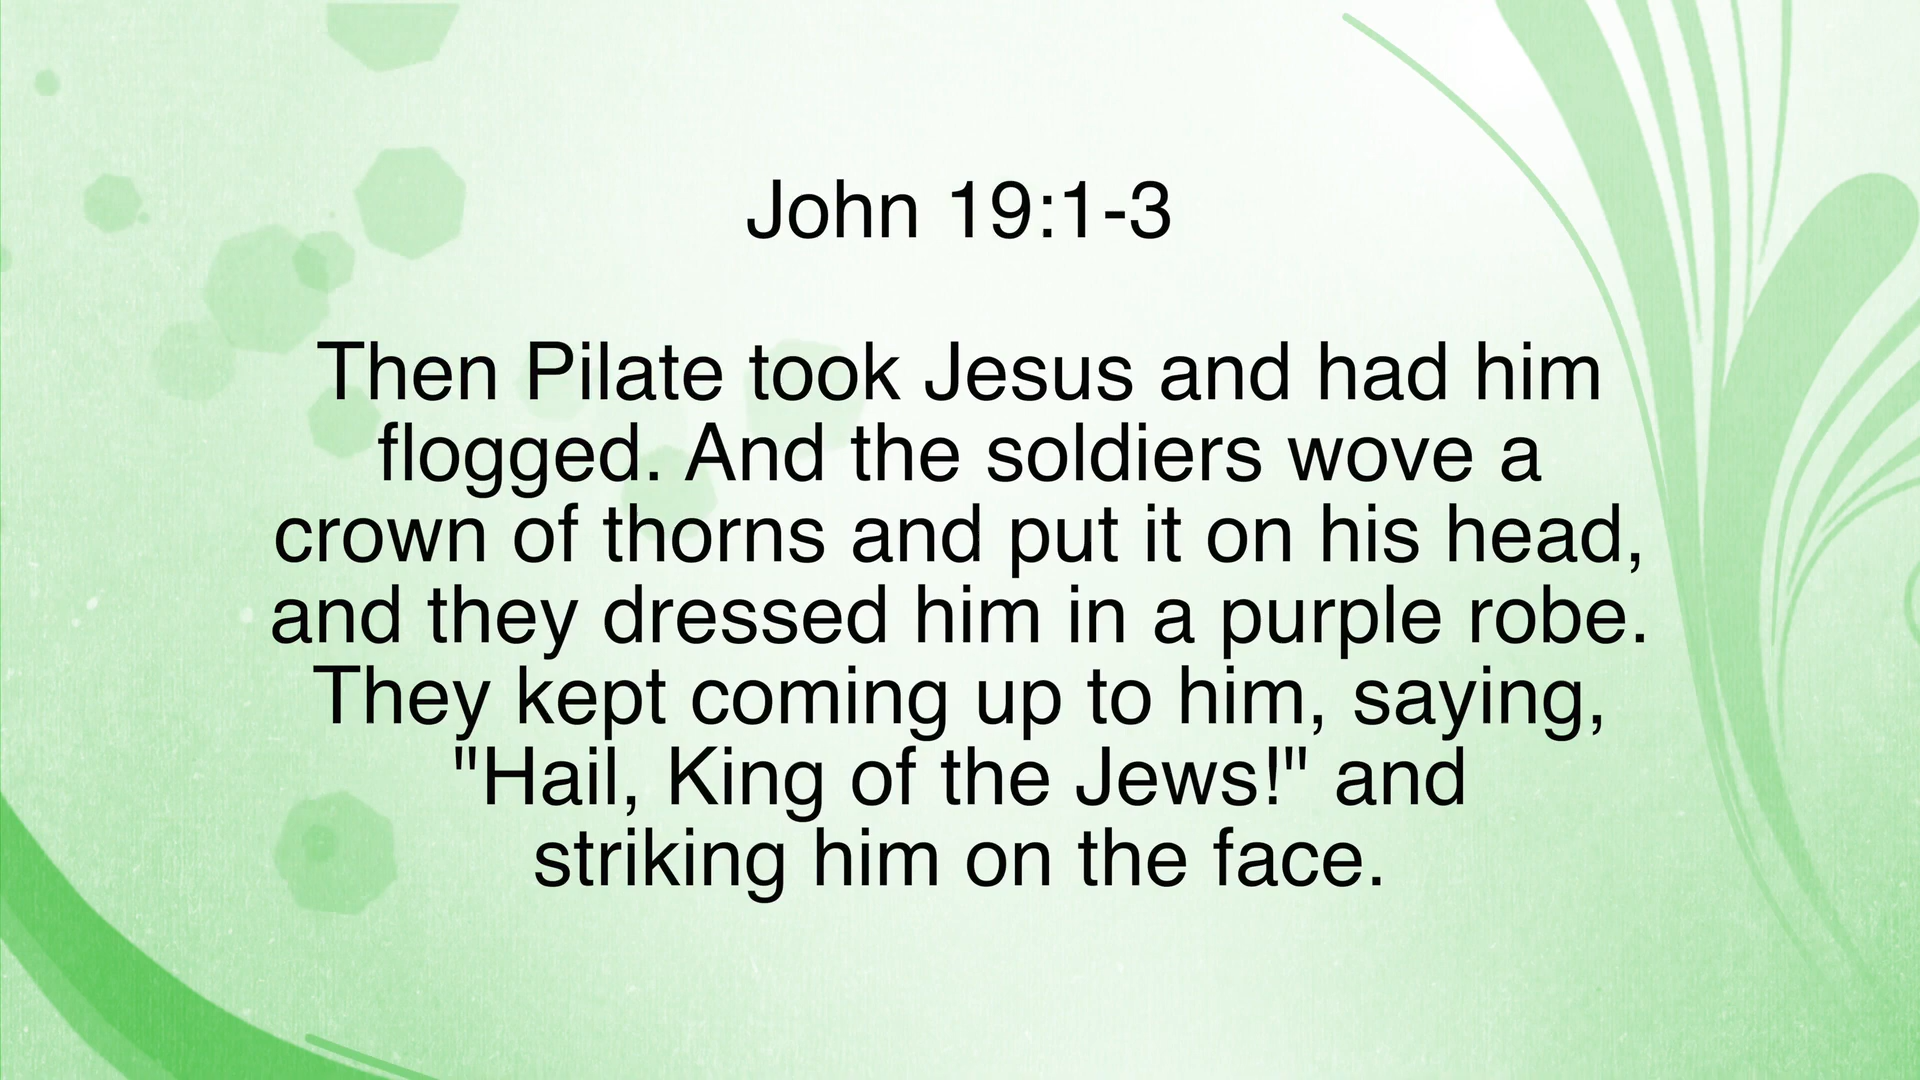 John 19:1-3
Then Pilate took Jesus and had him
flogged. And the soldiers wove a
crown of thorns and put it on his head,
and they dressed him in a purple robe.
They kept coming up to him, saying,
"Hail, King of the Jews!" and
striking him on the face.